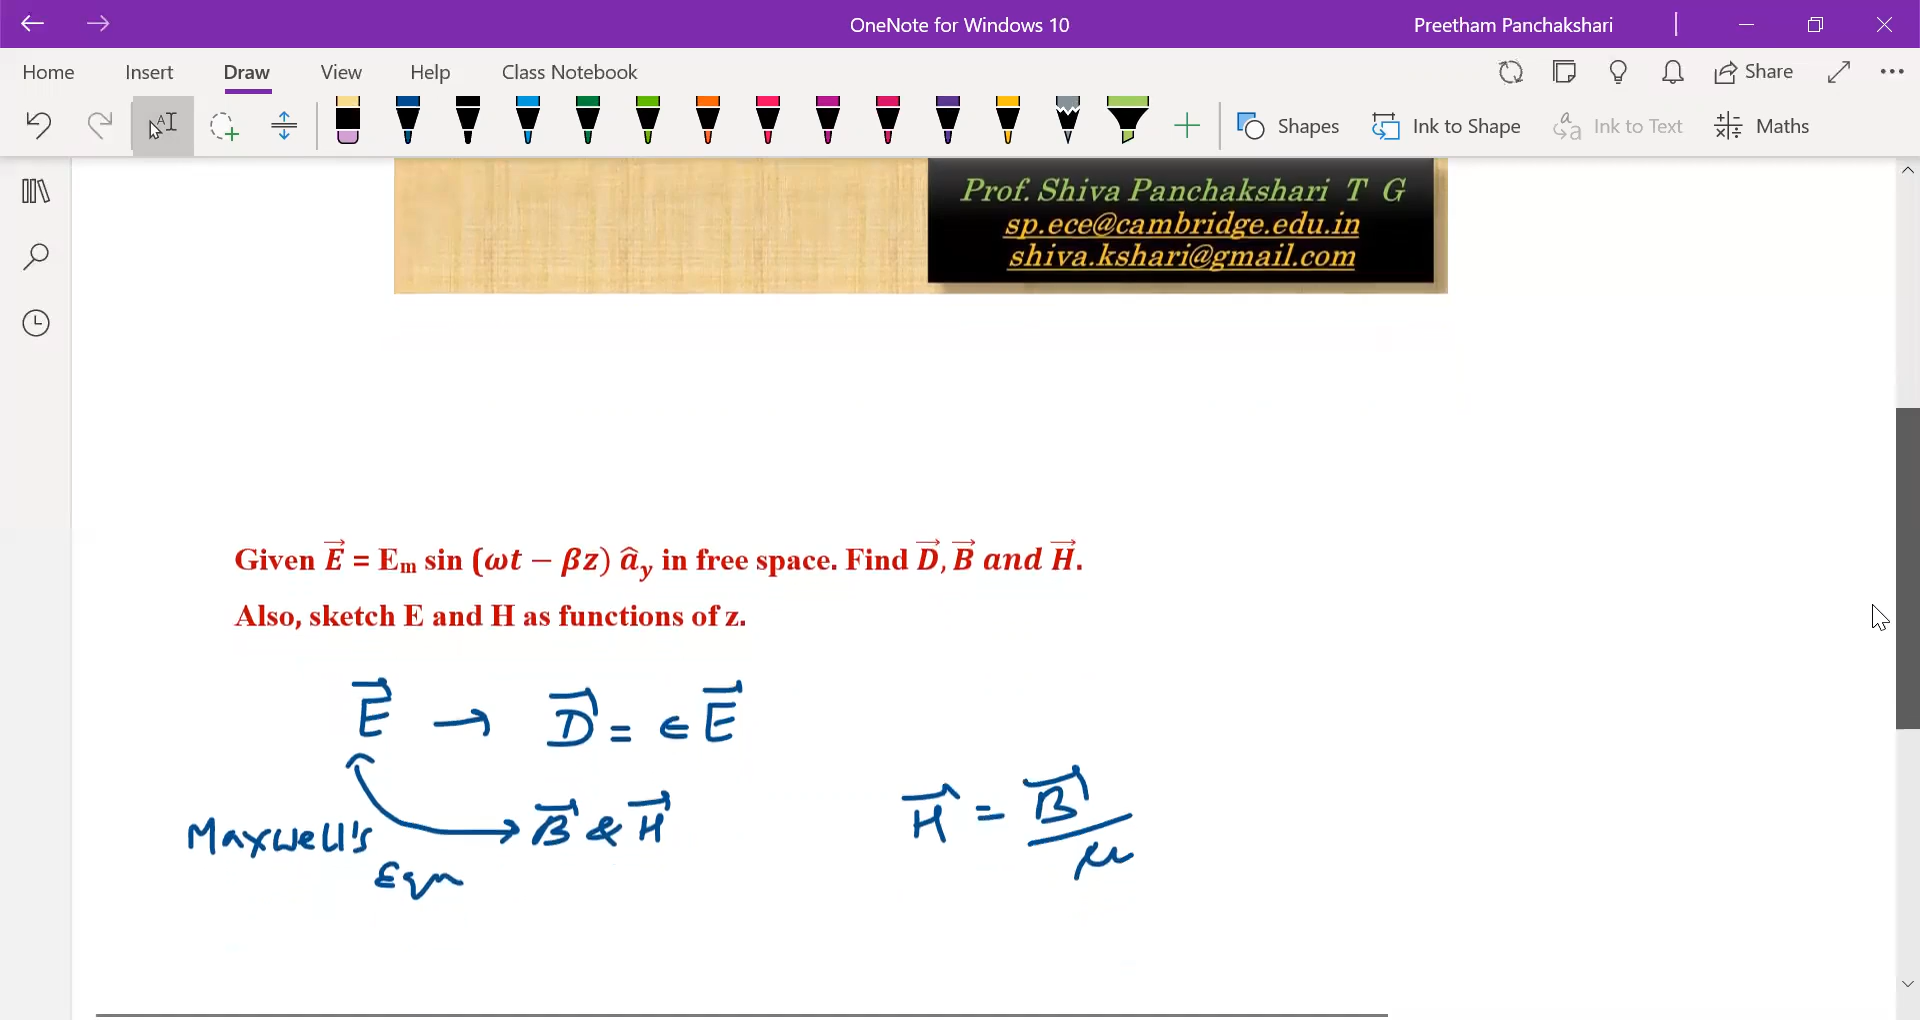 OneNote for Windows 10
Preetham Panchakshari
Home Insert Draw View Help Class Notebook
Share
Shapes Ink to Shape Ink to Text Maths
Prof. Shiva Panchakshari T G
sp.ece@cambridge.edu.in
shiva.kshari@gmail.com
Given E⃗ = Eₘ sin (ωt − βz) âᵧ in free space. Find D⃗, B⃗ and H⃗.
Also, sketch E and H as functions of z.
E⃗ → D⃗ = ∈ E⃗
Maxwell's Eqn
B⃗ & H⃗
H⃗ = B⃗ / μ